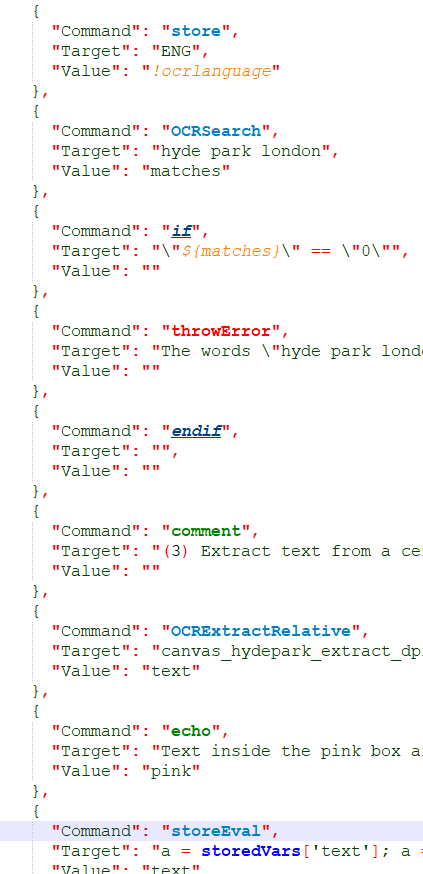 {
"Command": "store",
"Target": "ENG",
"Value": "!ocrlanguage"
},
{
"Command": "OCRSearch",
"Target": "hyde park london",
"Value": "matches"
},
{
"Command": "if",
"Target": "\"${matches}\" == \"0\"",
"Value": ""
},
{
"Command": "throwError",
"Target": "The words \"hyde park
"Value": ""
},
{
"Command": "endif",
"Target": "",
"Value": ""
},
{
"Command": "comment",
"Target": "(3) Extract text from a
"Value": ""
},
{
"Command": "OCRExtractRelative",
"Target": "canvas_hydepark_extract_dp
"Value": "text"
},
{
"Command": "echo",
"Target": "Text inside the pink box
"Value": "pink"
},
{
"Command": "storeEval",
"Target": "a = storedVars['text']; a =
"Value": "text"